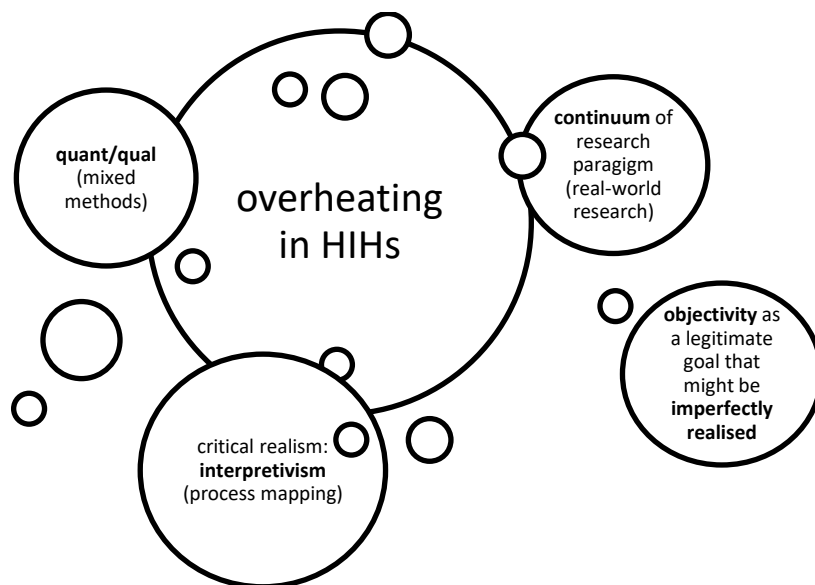 quant/qual
(mixed
methods)
overheating
in HIHs
continuum of
research
paragigm
(real-world
research)
objectivity as
a legitimate
goal that
might be
imperfectly
realised
critical realism:
interpretivism
(process mapping)